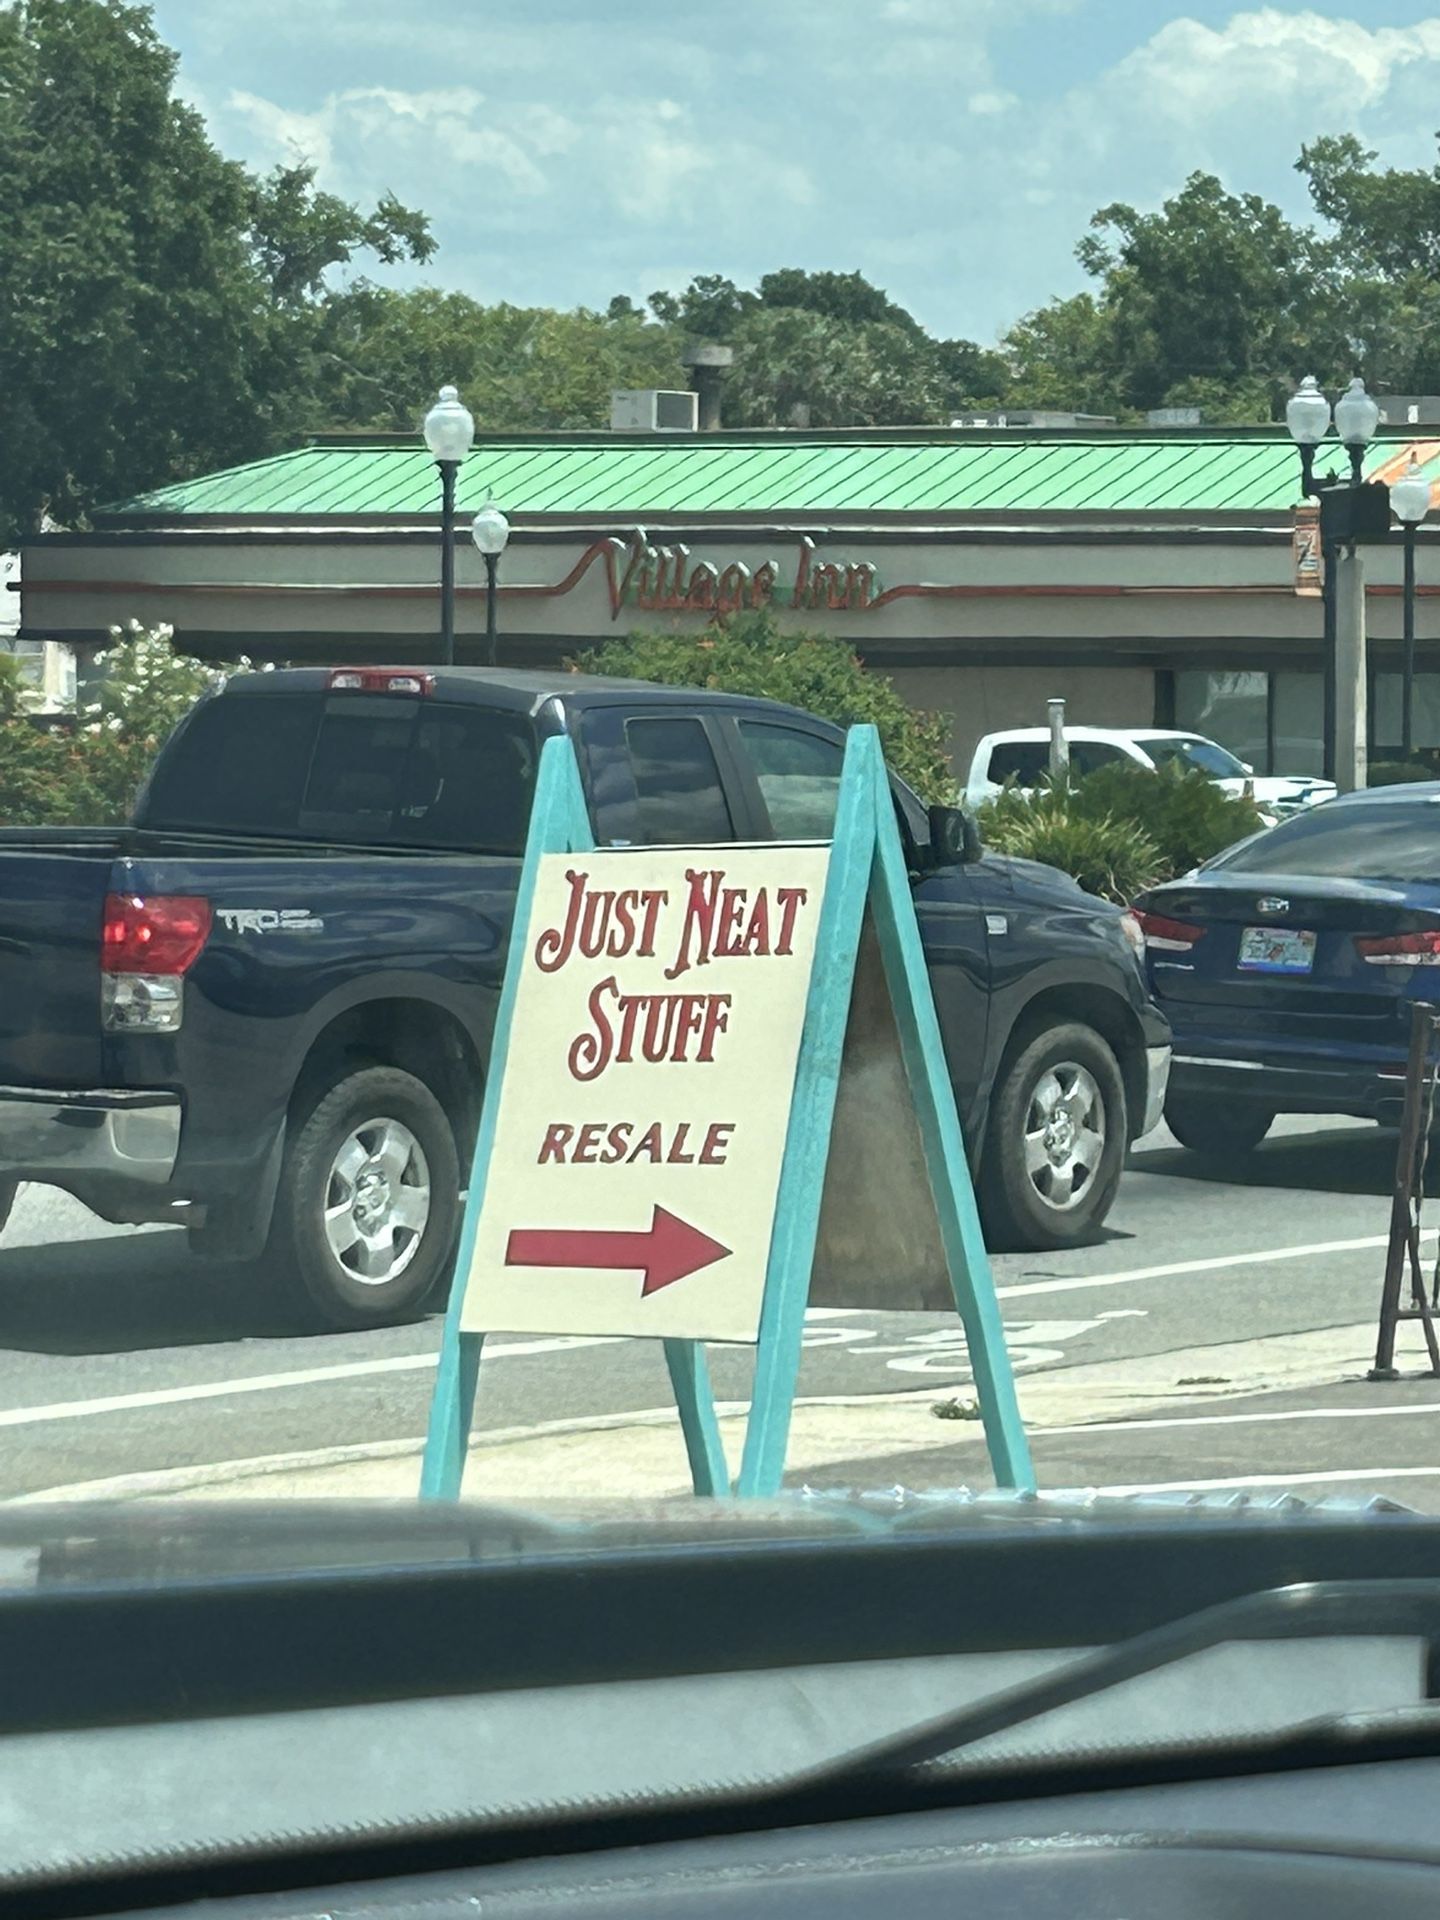 Village Inn
JUST NEAT
STUFF
RESALE
TRD